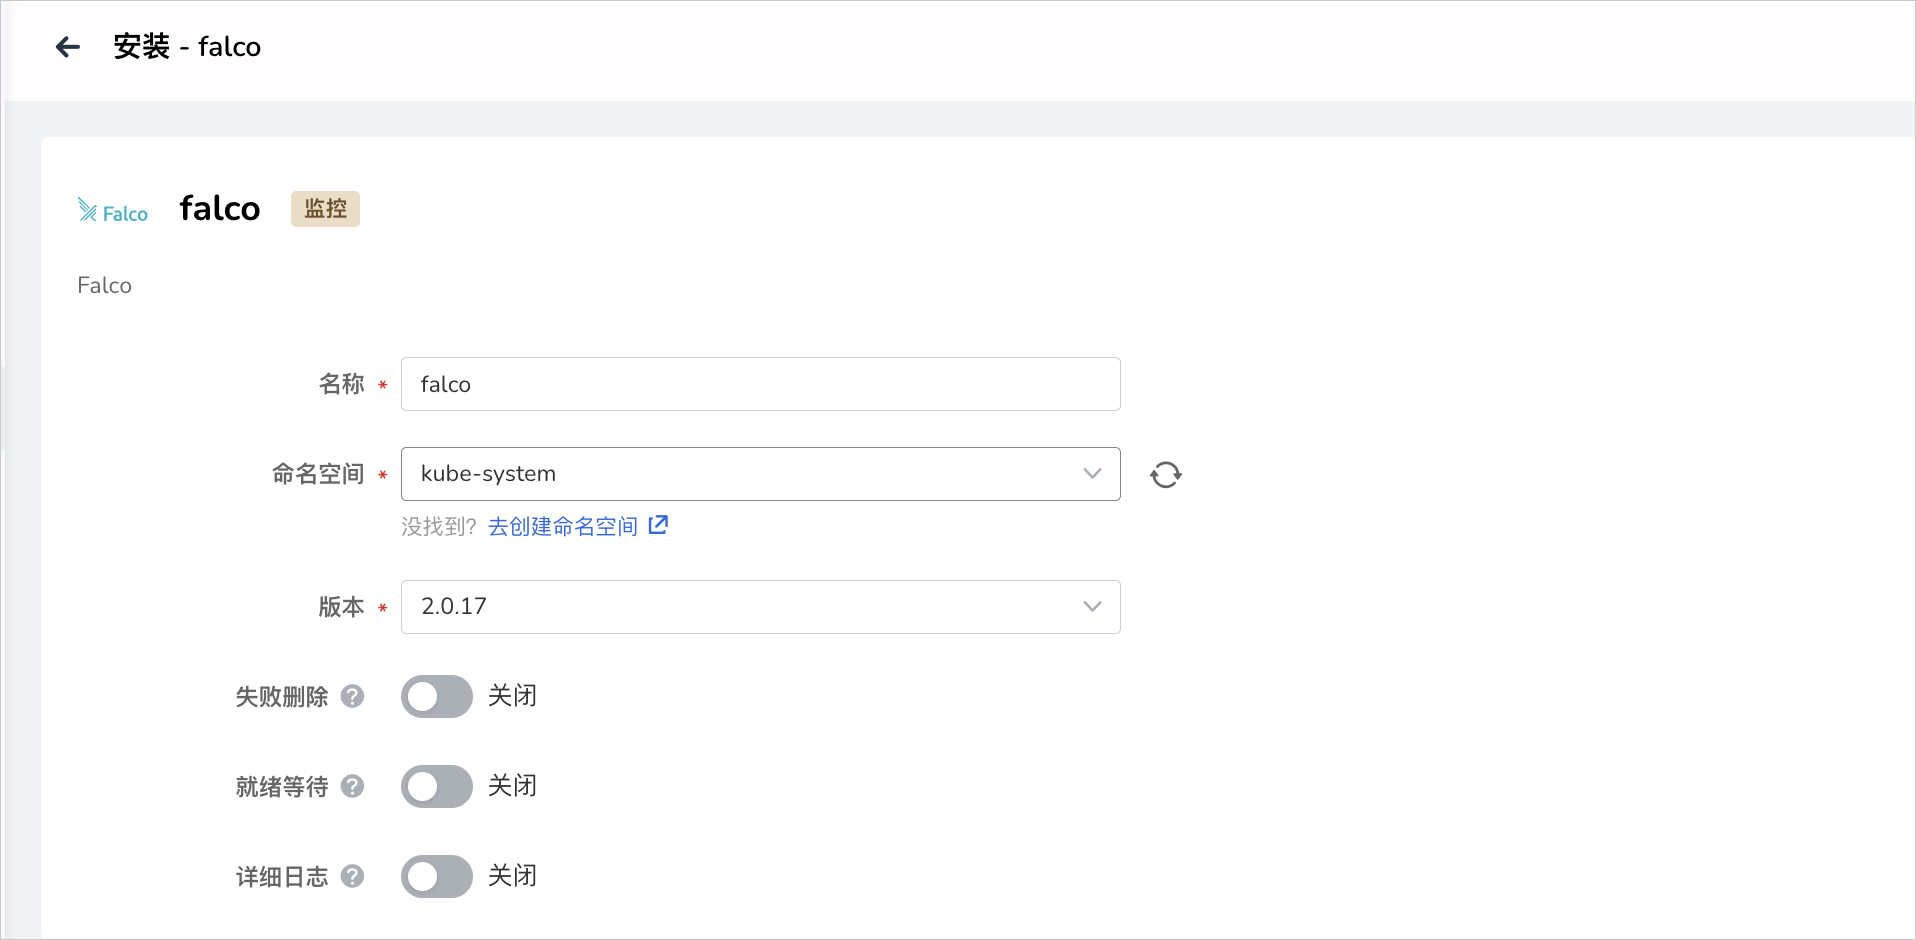 安装 - falco
Falco falco 监控
Falco
名称 * falco
命名空间 * kube-system
没找到? 去创建命名空间
版本 * 2.0.17
失败删除 ? 关闭
就绪等待 ? 关闭
详细日志 ? 关闭